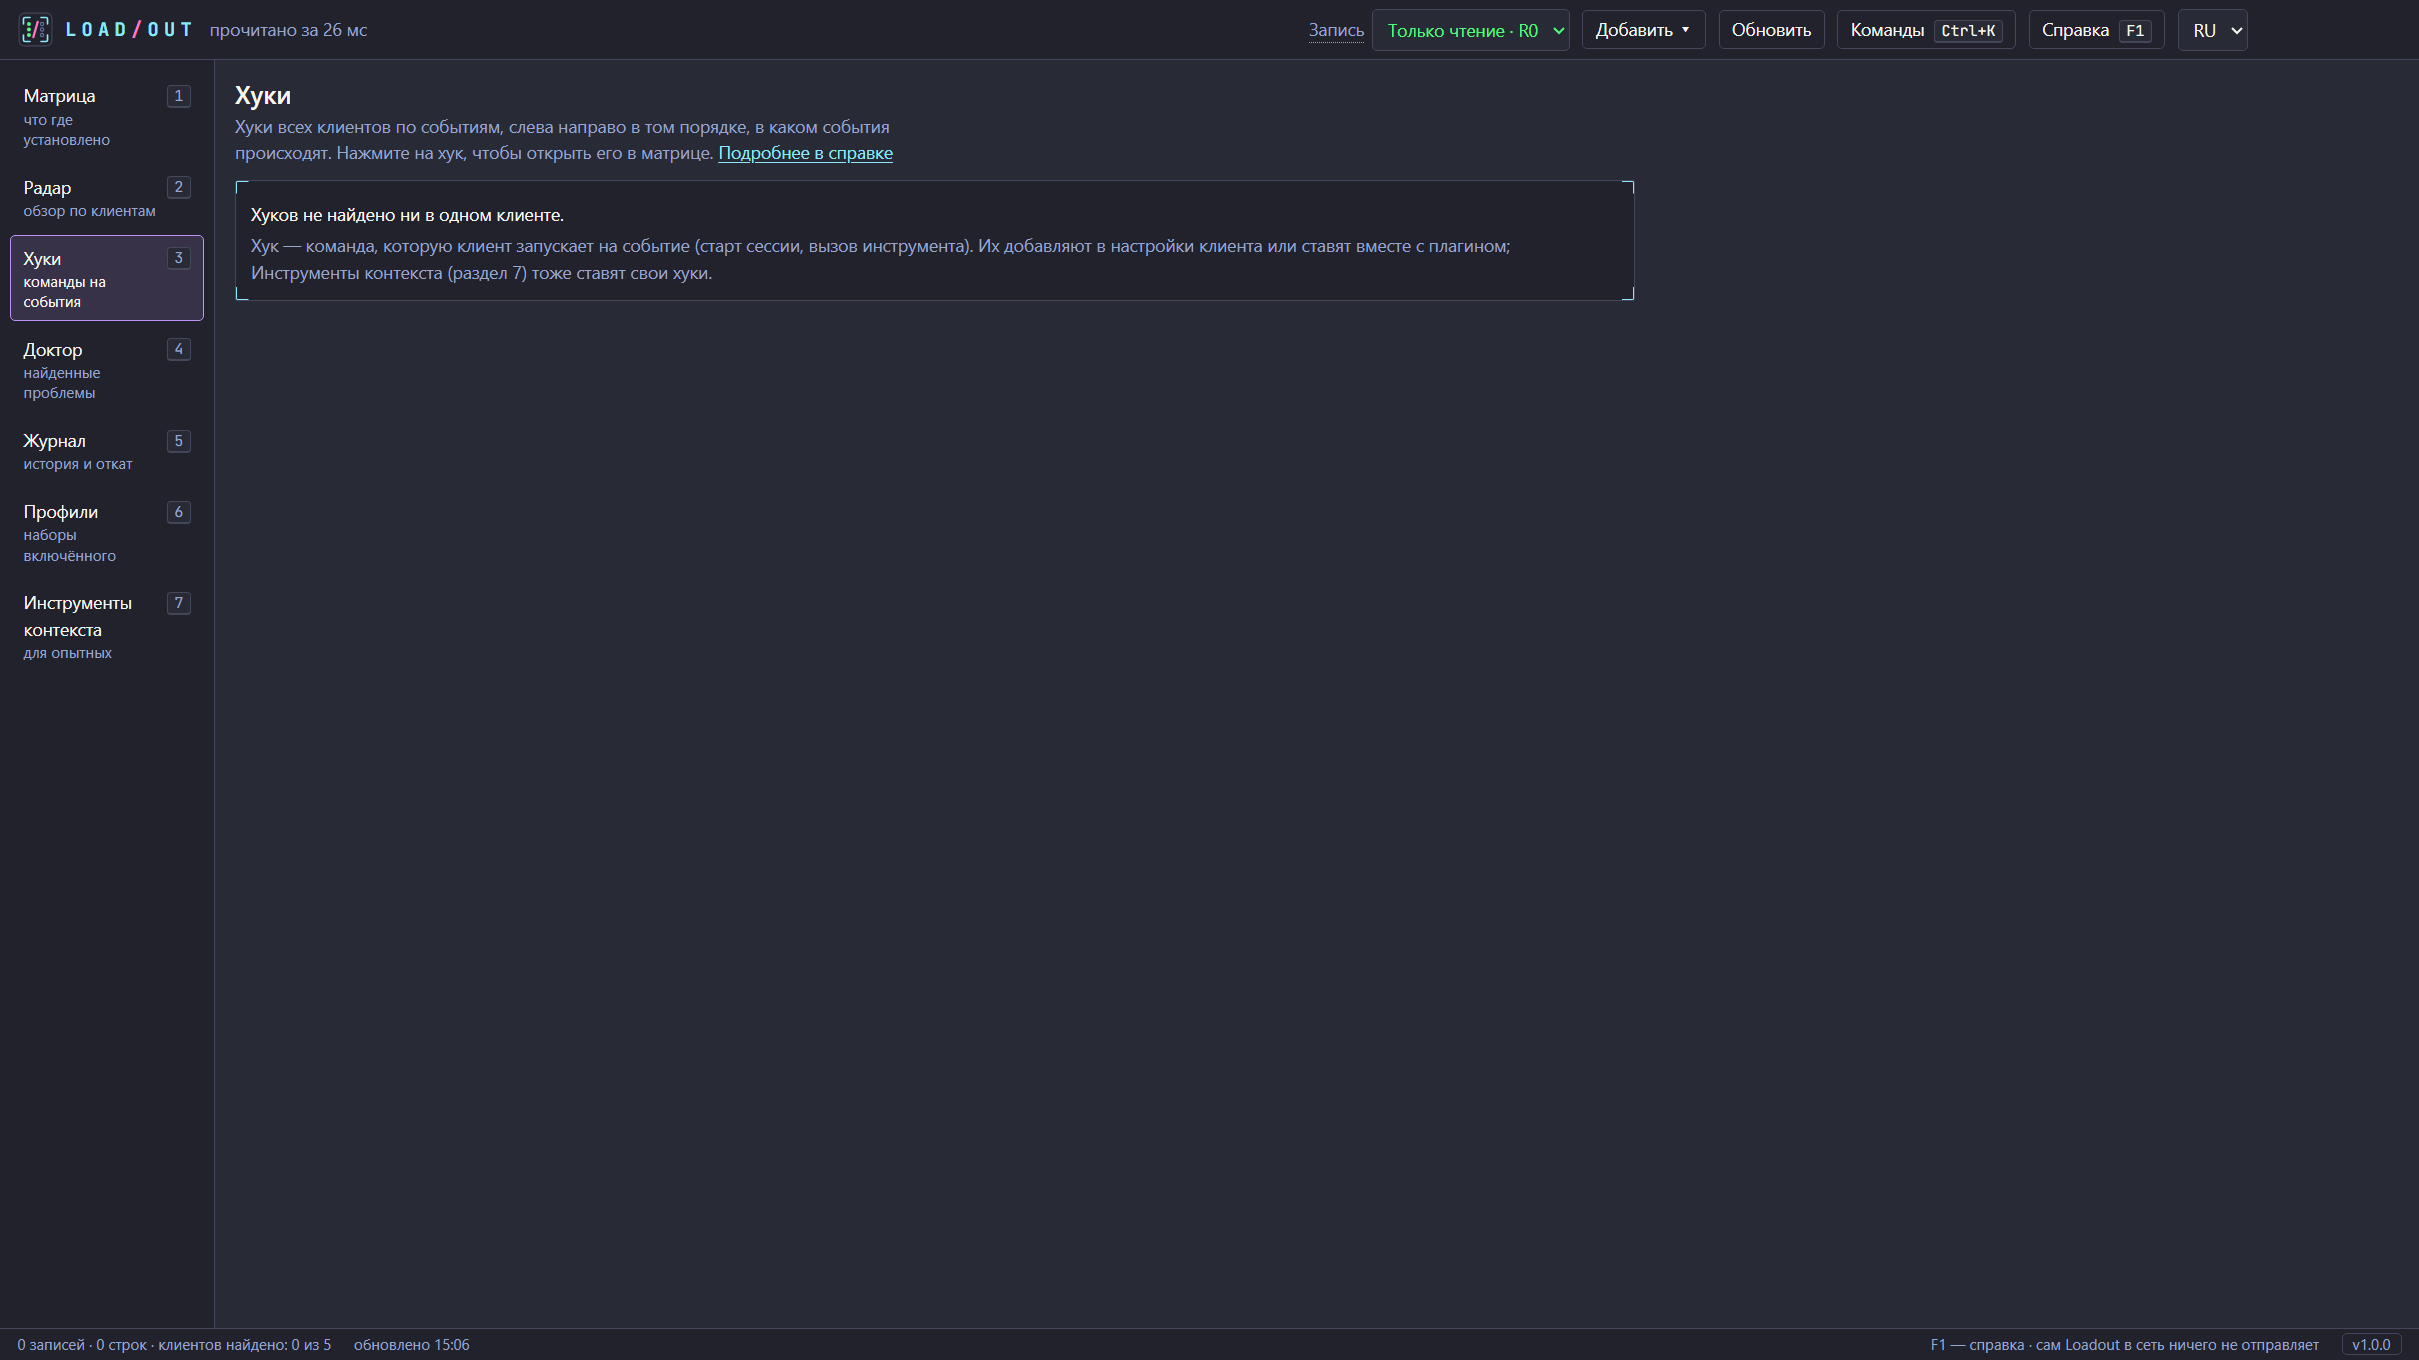 LOAD/OUT прочитано за 26 мс
Запись Только чтение · R0 Добавить Обновить Команды Ctrl+K Справка F1 RU
Матрица 1
что где
установлено
Радар 2
обзор по клиентам
Хуки 3
команды на
события
Доктор 4
найденные
проблемы
Журнал 5
история и откат
Профили 6
наборы
включённого
Инструменты 7
контекста
для опытных
Хуки
Хуки всех клиентов по событиям, слева направо в том порядке, в каком события
происходят. Нажмите на хук, чтобы открыть его в матрице. Подробнее в справке
Хуков не найдено ни в одном клиенте.
Хук — команда, которую клиент запускает на событие (старт сессии, вызов инструмента). Их добавляют в настройки клиента или ставят вместе с плагином;
Инструменты контекста (раздел 7) тоже ставят свои хуки.
0 записей · 0 строк · клиентов найдено: 0 из 5 обновлено 15:06
F1 — справка · сам Loadout в сеть ничего не отправляет v1.0.0